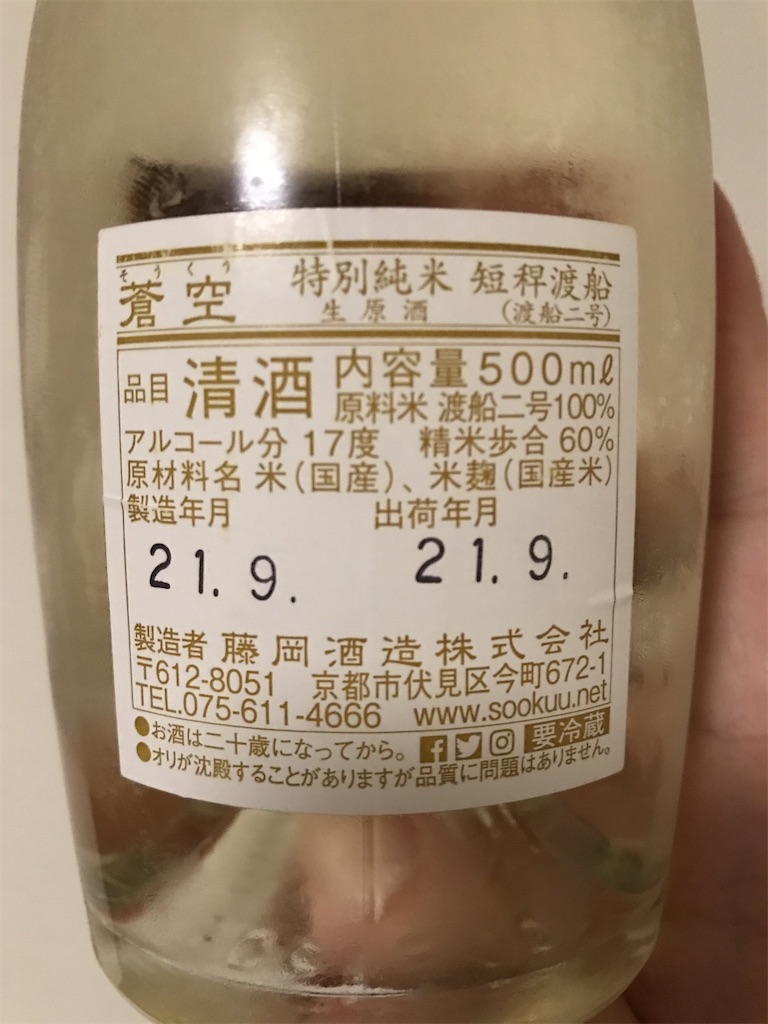 そうくう
蒼空 特別純米 短稈渡船
生原酒 (渡船二号)
品目 清酒 内容量500mℓ
原料米 渡船二号100%
アルコール分 17度 精米歩合 60%
原材料名 米(国産)、米麹(国産米)
製造年月 出荷年月
21.9. 21.9.
製造者 藤岡酒造株式会社
〒612-8051 京都市伏見区今町672-1
TEL.075-611-4666 www.sookuu.net
●お酒は二十歳になってから。 要冷蔵
●オリが沈殿することがありますが品質に問題はありません。